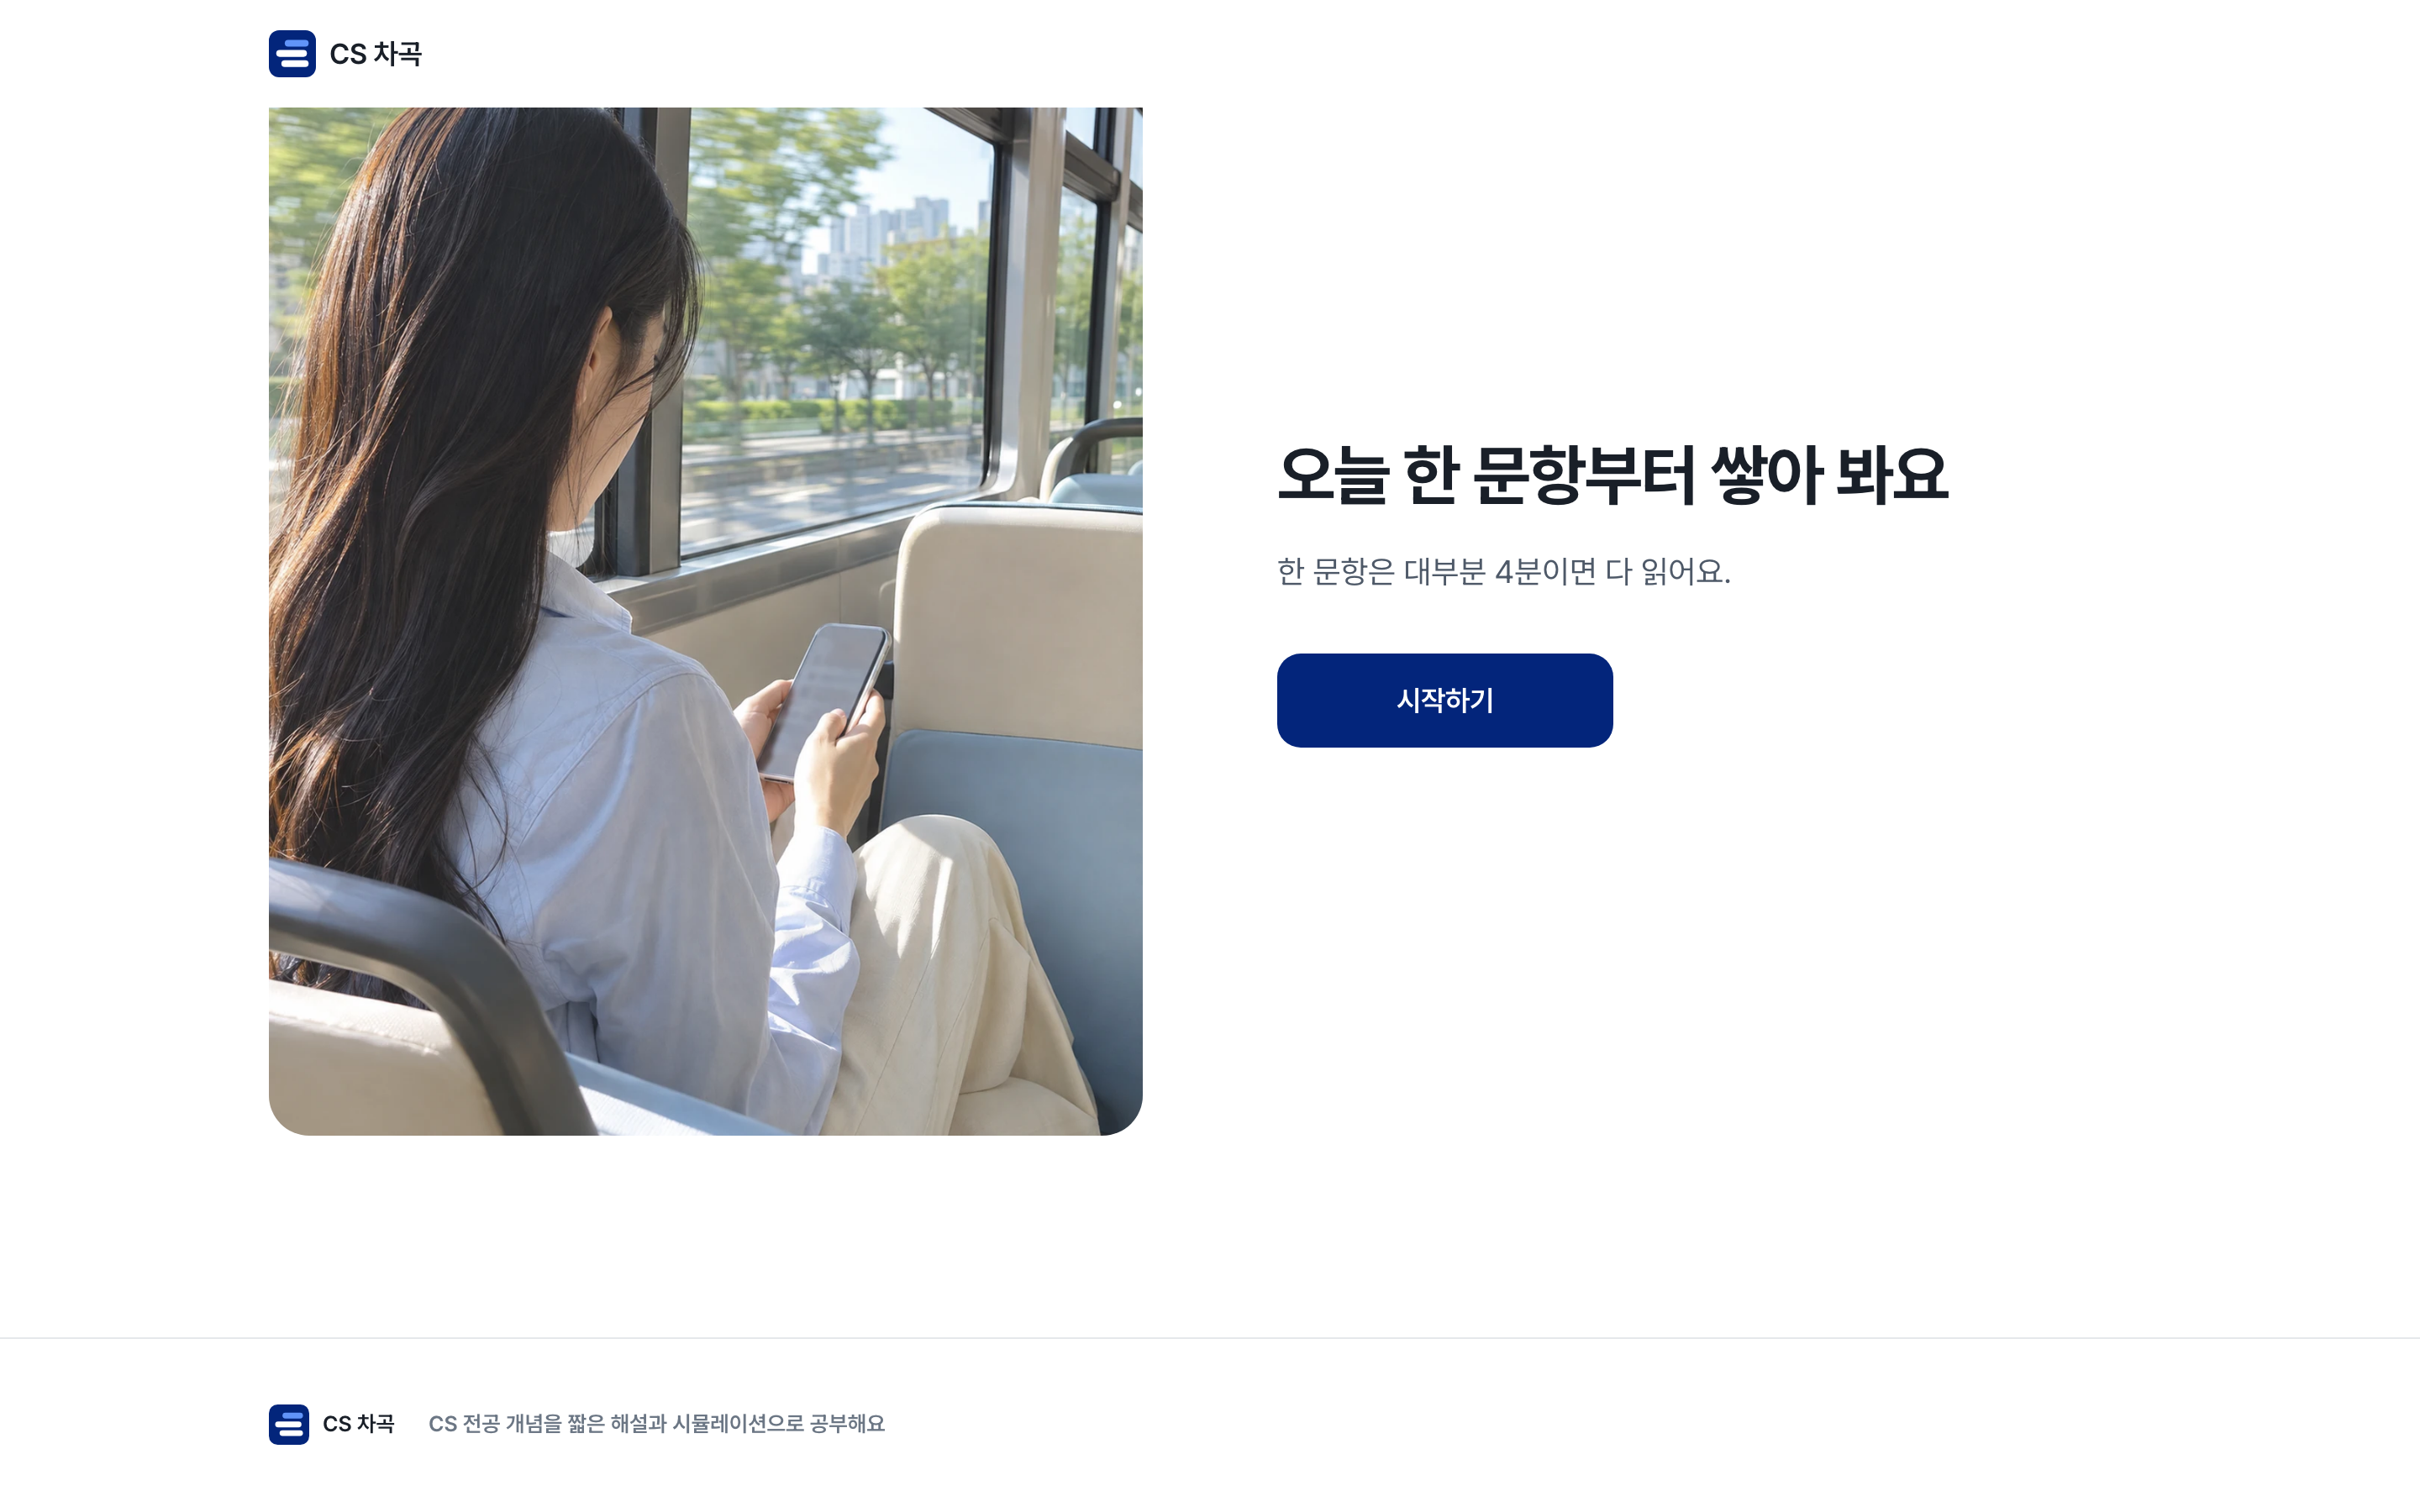 CS 차곡
오늘 한 문항부터 쌓아 봐요
한 문항은 대부분 4분이면 다 읽어요.
시작하기
CS 차곡
CS 전공 개념을 짧은 해설과 시뮬레이션으로 공부해요